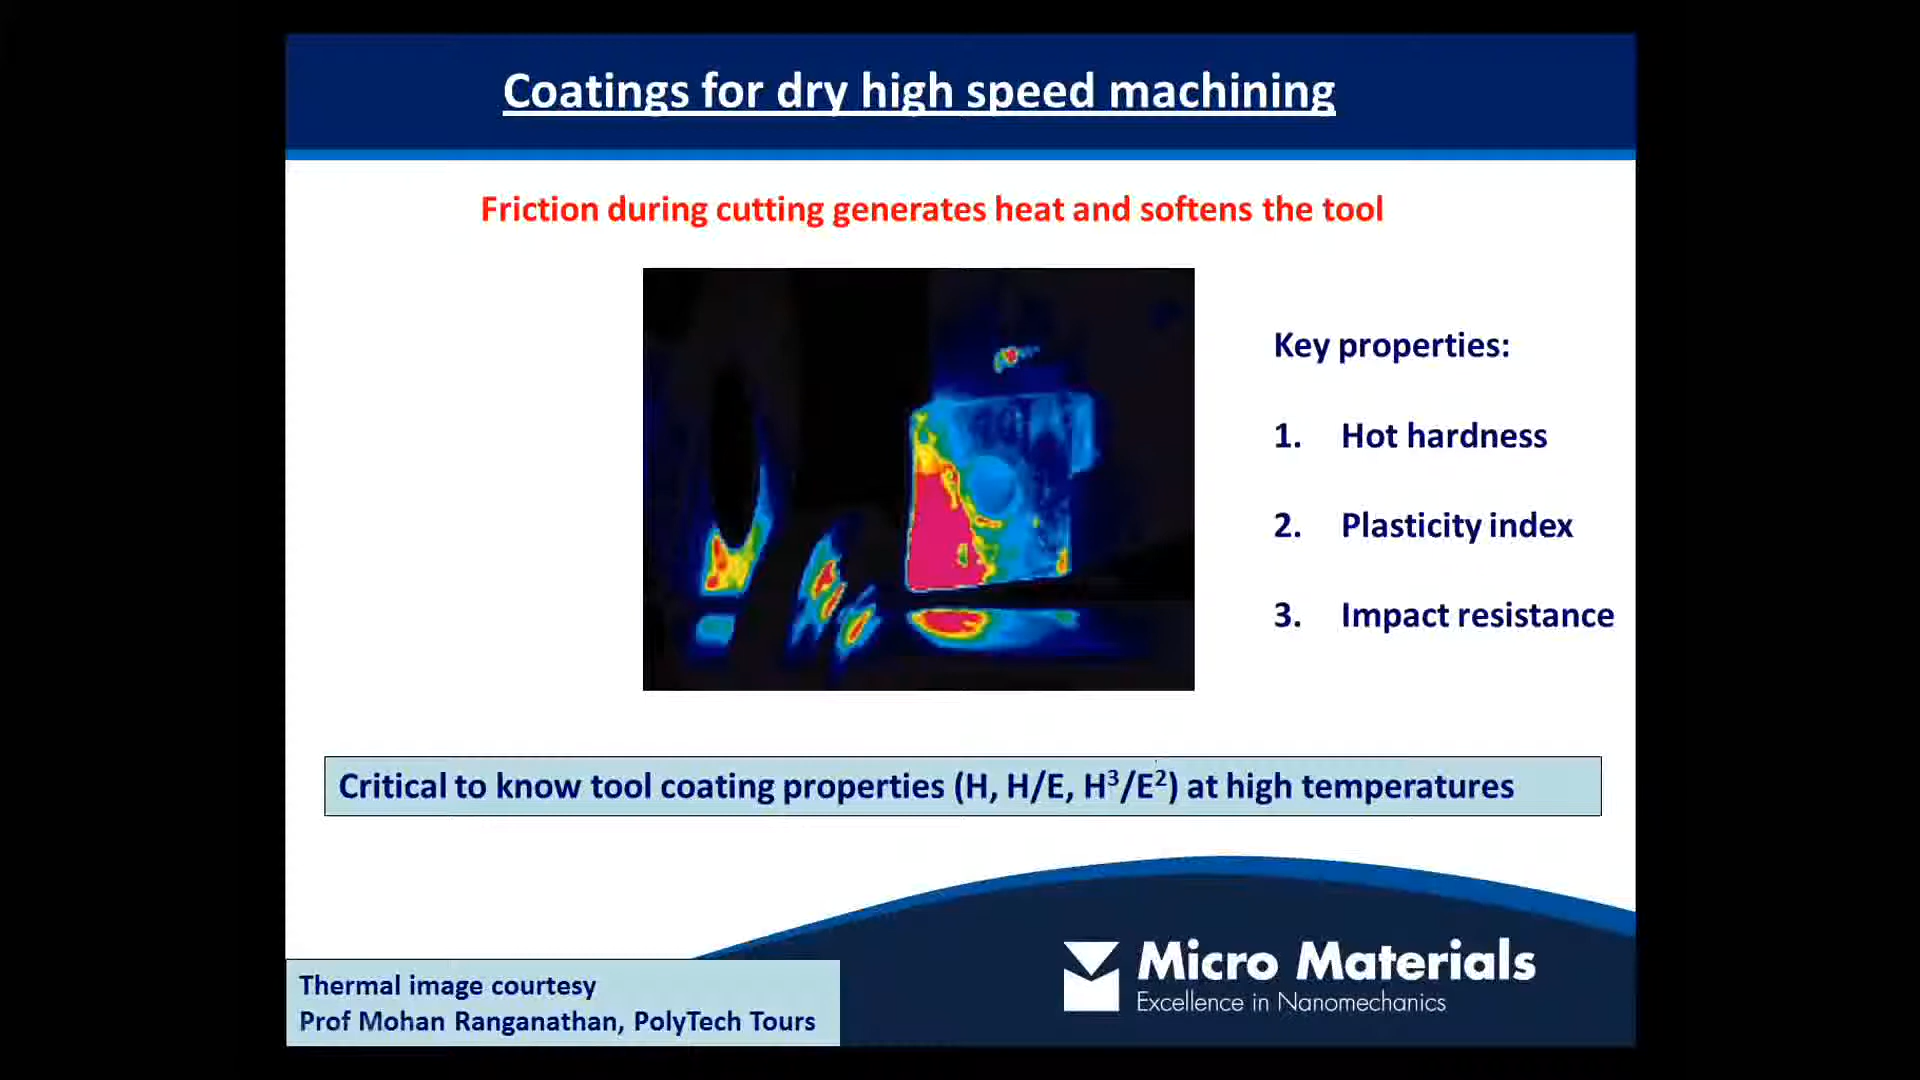 Coatings for dry high speed machining
Friction during cutting generates heat and softens the tool
Key properties:
1. Hot hardness
2. Plasticity index
3. Impact resistance
Critical to know tool coating properties (H, H/E, H³/E²) at high temperatures
Thermal image courtesy
Prof Mohan Ranganathan, PolyTech Tours
Micro Materials
Excellence in Nanomechanics